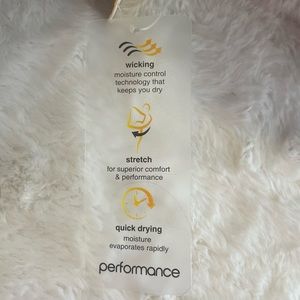 wicking
moisture control
technology that
keeps you dry
stretch
for superior comfort
& performance
quick drying
moisture
evaporates rapidly
performance